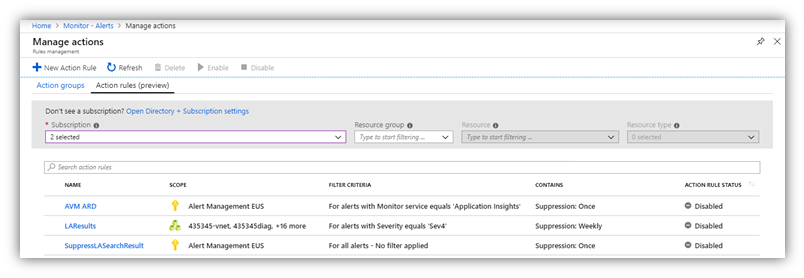 Home > Monitor - Alerts > Manage actions
Manage actions
Rules management
New Action Rule Refresh Delete Enable Disable
Action groups Action rules (preview)
Don't see a subscription? Open Directory + Subscription settings
* Subscription Resource group Resource Resource type
2 selected Type to start filtering ... Type to start filtering ... 0 selected
Search action rules
NAME SCOPE FILTER CRITERIA CONTAINS ACTION RULE STATUS
AVM ARD Alert Management EUS For alerts with Monitor service equals 'Application Insights' Suppression: Once Disabled
LAResults 435345-vnet, 435345diag, +16 more For alerts with Severity equals 'Sev4' Suppression: Weekly Disabled
SuppressLASearchResult Alert Management EUS For all alerts - No filter applied Suppression: Once Disabled